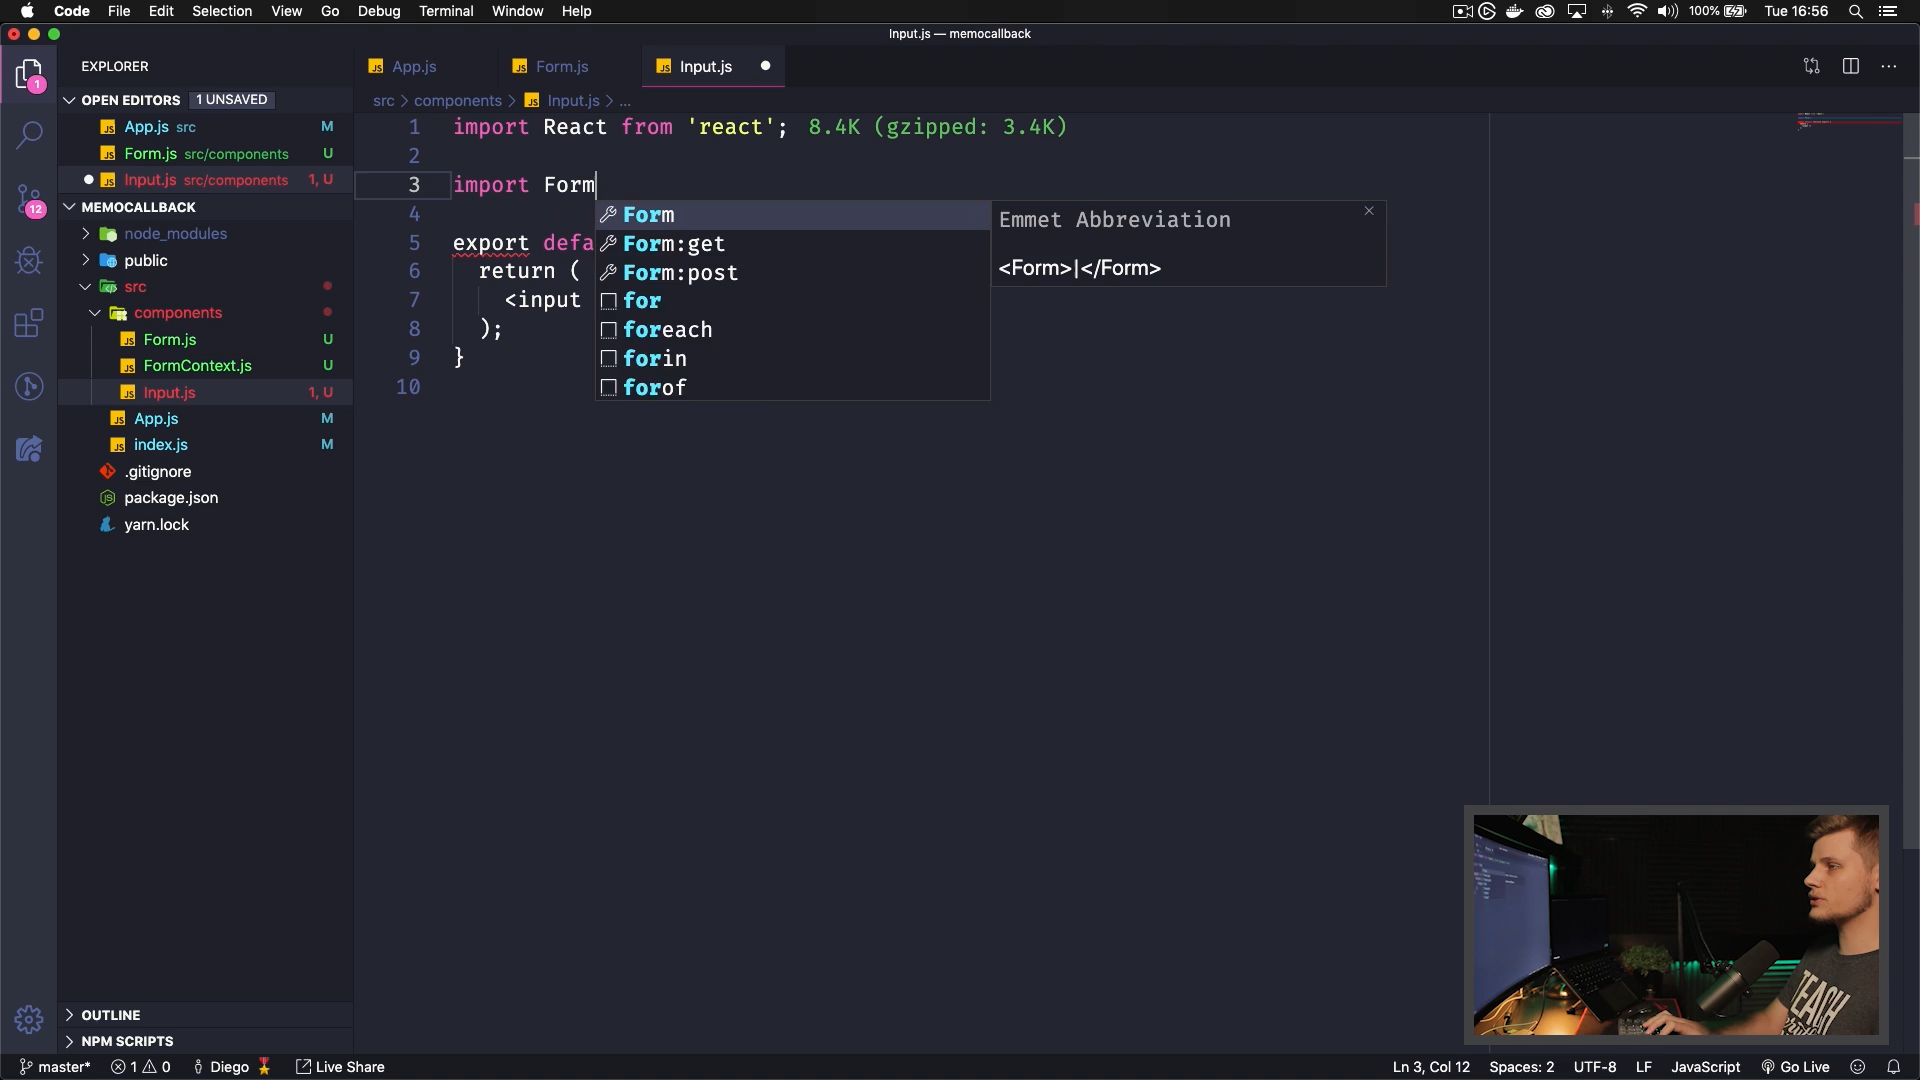 Code File Edit Selection View Go Debug Terminal Window Help 100% Tue 16:56
Input.js — memocallback
EXPLORER
OPEN EDITORS 1 UNSAVED
App.js src M
Form.js src/components U
Input.js src/components 1, U
MEMOCALLBACK
node_modules
public
src
components
Form.js U
FormContext.js U
Input.js 1, U
App.js M
index.js M
.gitignore
package.json
yarn.lock
OUTLINE
NPM SCRIPTS
1
12
App.js Form.js Input.js
src > components > Input.js > ...
1 import React from 'react'; 8.4K (gzipped: 3.4K)
2
3 import Form
4
5 export defa
6 return (
7 <input
8 );
9 }
10
Form
Form:get
Form:post
for
foreach
forin
forof
Emmet Abbreviation
<Form>|</Form>
TEACH
master* 1 0 Diego Live Share Ln 3, Col 12 Spaces: 2 UTF-8 LF JavaScript Go Live